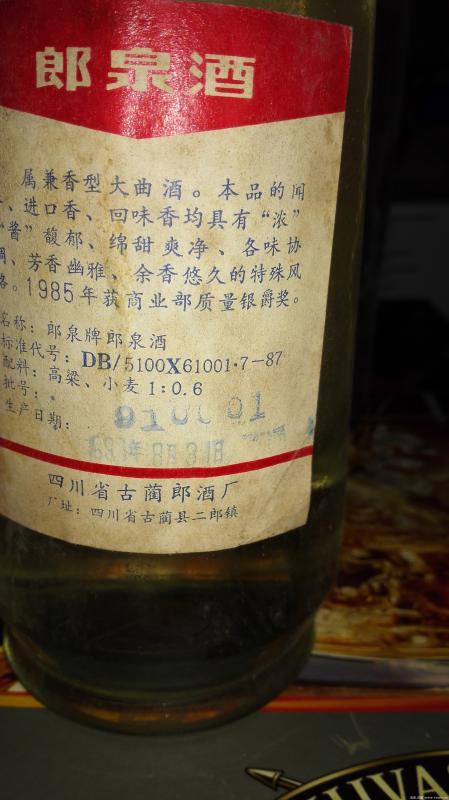 郎泉酒
属兼香型大曲酒。本品的闻
、进口香、回味香均具有“浓”
“酱”馥郁、绵甜爽净、各味协
调、芳香幽雅、余香悠久的特殊风
格。1985年获商业部质量银爵奖。
名称：郎泉牌郎泉酒
标准代号：DB/5100X61001·7-87
配料：高粱、小麦1:0.6
批号：
生产日期：
四川省古蔺郎酒厂
厂址：四川省古蔺县二郎镇
HIVAS